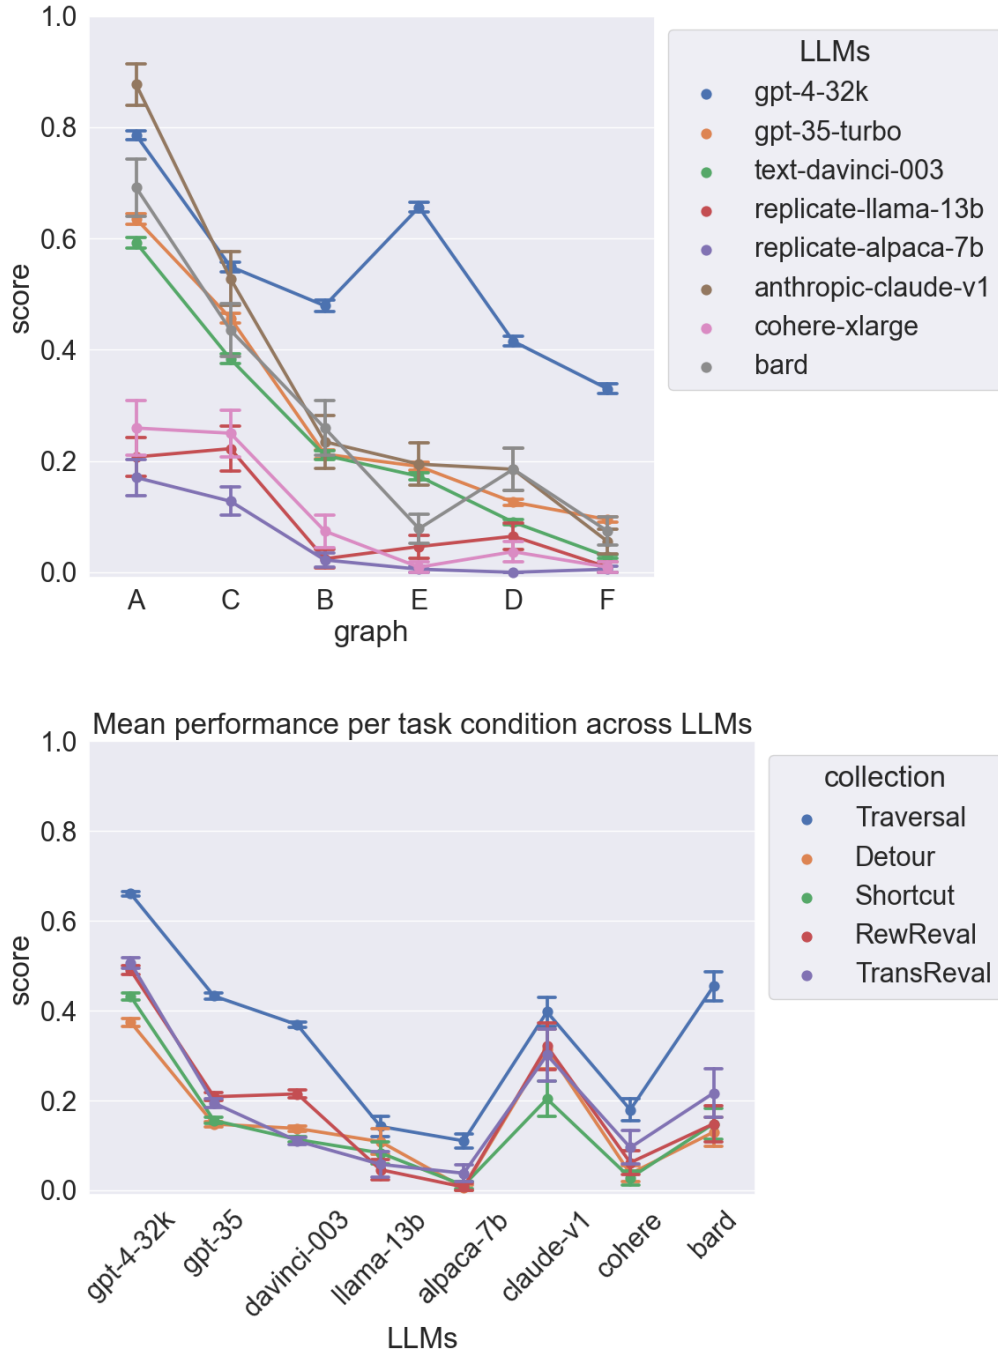 1.0
0.8
0.6
0.4
0.2
0.0
score
A C B E D F
graph
LLMs
gpt-4-32k
gpt-35-turbo
text-davinci-003
replicate-llama-13b
replicate-alpaca-7b
anthropic-claude-v1
cohere-xlarge
bard
Mean performance per task condition across LLMs
1.0
0.8
0.6
0.4
0.2
0.0
score
gpt-4-32k
gpt-35
davinci-003
llama-13b
alpaca-7b
claude-v1
cohere
bard
LLMs
collection
Traversal
Detour
Shortcut
RewReval
TransReval